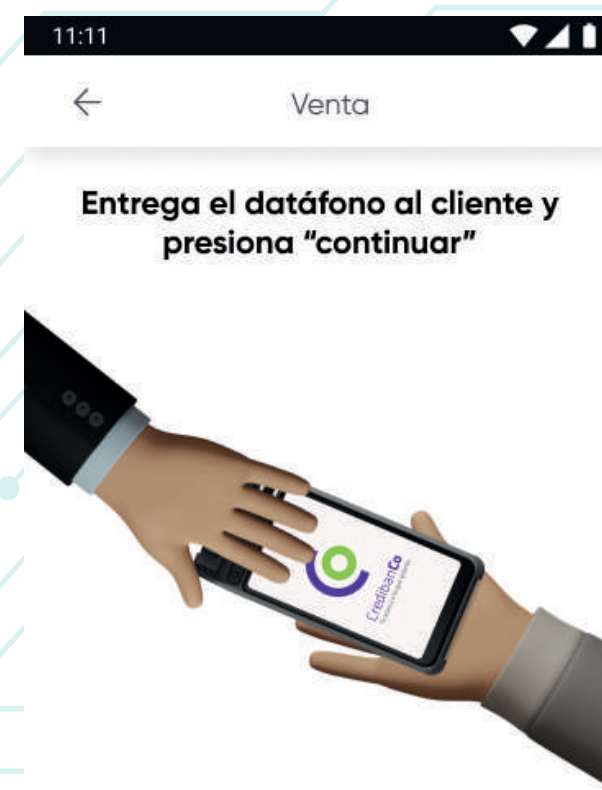 11:11
Venta
Entrega el datáfono al cliente y
presiona “continuar”
CredibanCo